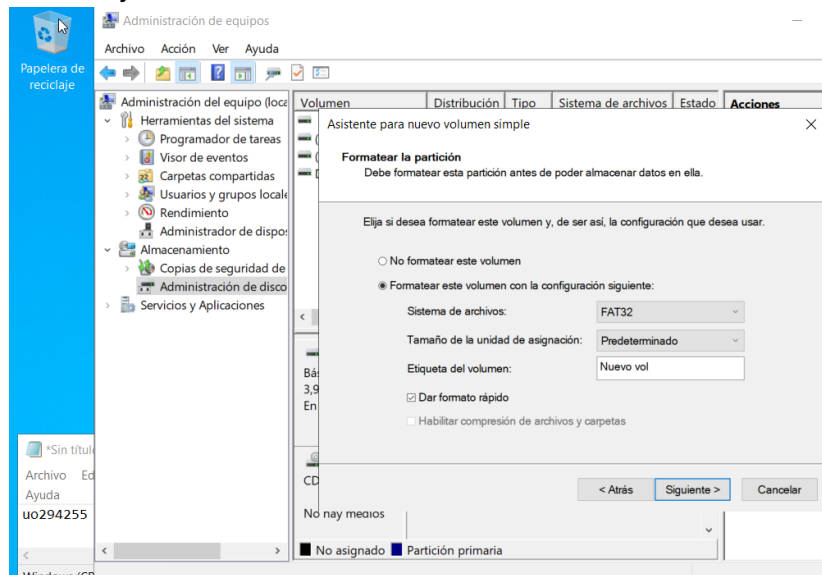 Papelera de
reciclaje
Administración de equipos
Archivo Acción Ver Ayuda
Administración del equipo (loca
Herramientas del sistema
Programador de tareas
Visor de eventos
Carpetas compartidas
Usuarios y grupos locale
Rendimiento
Administrador de dispo
Almacenamiento
Copias de seguridad de
Administración de disco
Servicios y Aplicaciones
Volumen Distribución Tipo Sistema de archivos Estado Acciones
Asistente para nuevo volumen simple
Formatear la partición
Debe formatear esta partición antes de poder almacenar datos en ella.
Elija si desea formatear este volumen y, de ser así, la configuración que desea usar.
No formatear este volumen
Formatear este volumen con la configuración siguiente:
Sistema de archivos: FAT32
Tamaño de la unidad de asignación: Predeterminado
Etiqueta del volumen: Nuevo vol
Dar formato rápido
Habilitar compresión de archivos y carpetas
< Atrás Siguiente > Cancelar
Bá
3,9
En
CD
No hay medios
No asignado Partición primaria
*Sin títul
Archivo Ed
Ayuda
uo294255